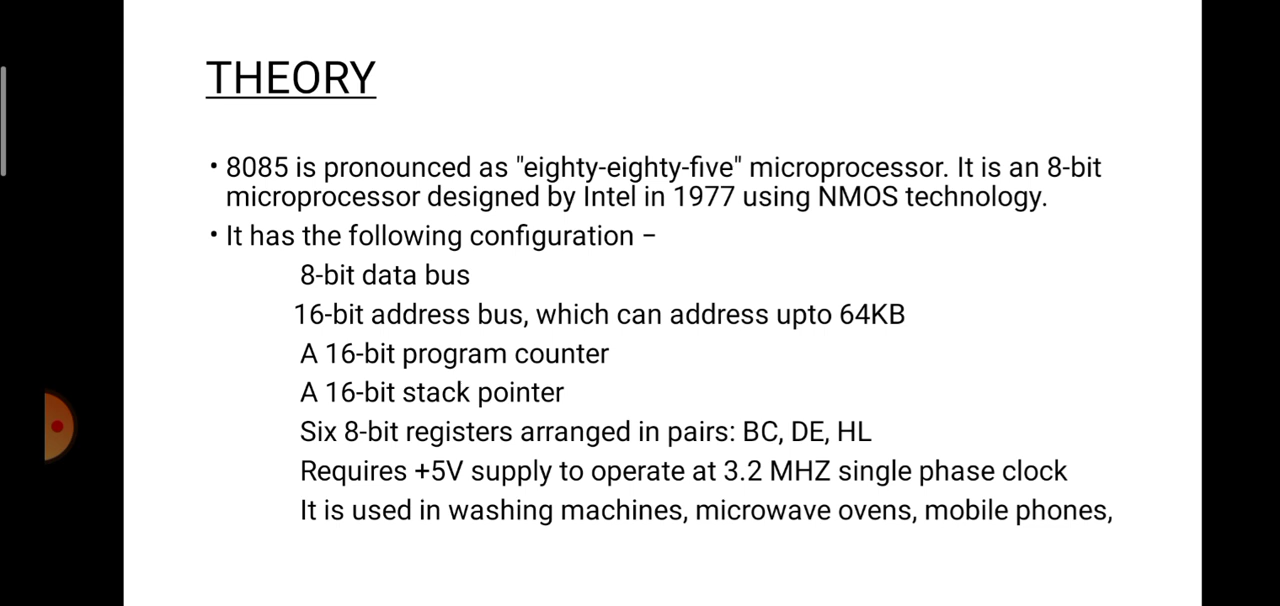 THEORY
• 8085 is pronounced as "eighty-eighty-five" microprocessor. It is an 8-bit
microprocessor designed by Intel in 1977 using NMOS technology.
• It has the following configuration −
8-bit data bus
16-bit address bus, which can address upto 64KB
A 16-bit program counter
A 16-bit stack pointer
Six 8-bit registers arranged in pairs: BC, DE, HL
Requires +5V supply to operate at 3.2 MHZ single phase clock
It is used in washing machines, microwave ovens, mobile phones,